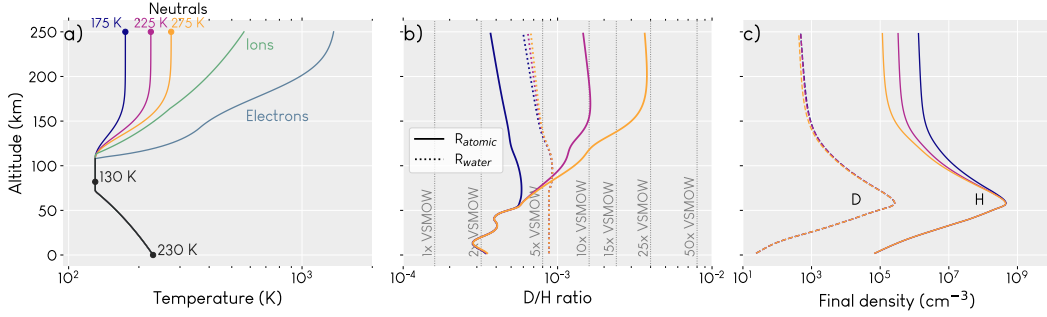 Neutrals
175 K 225 K 275 K
a)
Ions
Electrons
130 K
230 K
250
200
150
100
50
0
Altitude (km)
10²
10³
Temperature (K)
b)
R_atomic
R_water
1x VSMOW
2x VSMOW
5x VSMOW
10x VSMOW
15x VSMOW
25x VSMOW
50x VSMOW
10⁻⁴
10⁻³
10⁻²
D/H ratio
c)
D
H
10¹
10³
10⁵
10⁷
10⁹
Final density (cm⁻³)